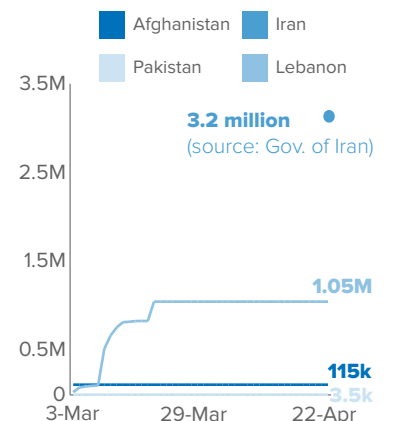 Afghanistan Iran
Pakistan Lebanon
3.5M
3.2 million
(source: Gov. of Iran)
2.5M
1.5M
1.05M
0.5M
115k
0
3.5k
3-Mar 29-Mar 22-Apr